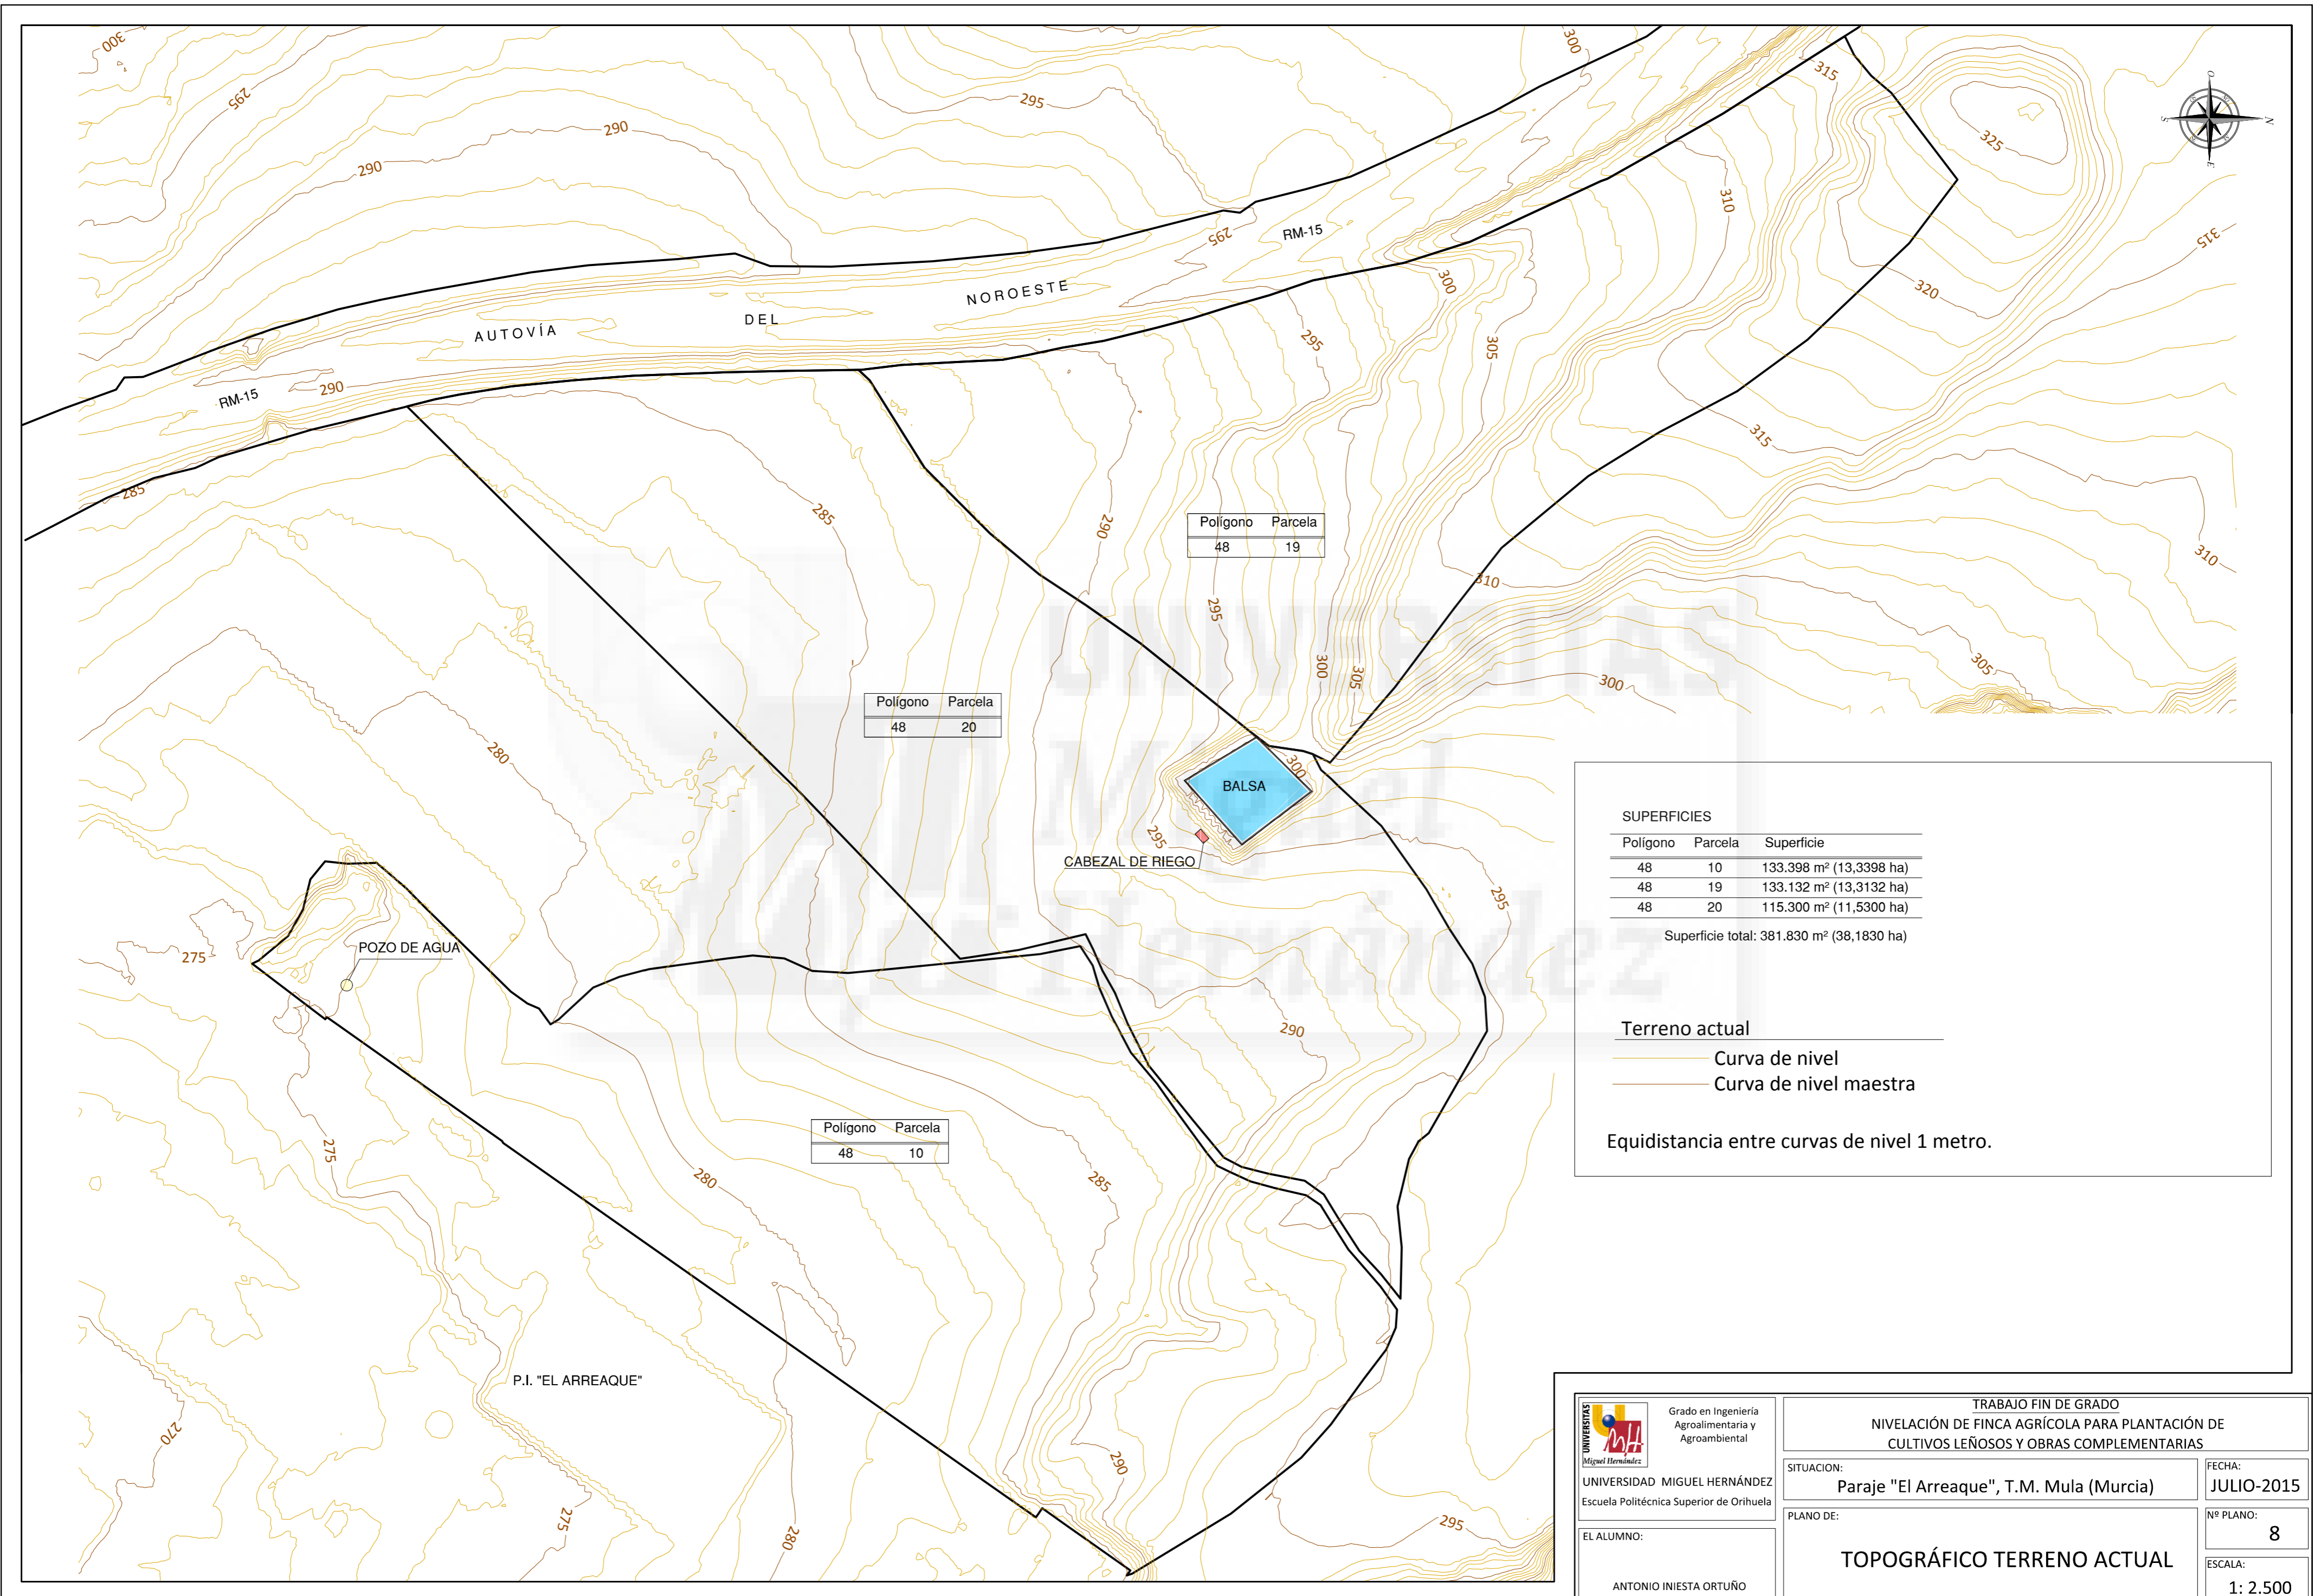 300
295
290
290
295
300
315
325
O
S
N
E
310
315
295
RM-15
320
300
295
305
NOROESTE
DEL
AUTOVÍA
RM-15
290
285
285
290
315
310
Polígono Parcela
48 19
310
295
300
305
300
305
Polígono Parcela
48 20
280
BALSA
300
295
CABEZAL DE RIEGO
295
POZO DE AGUA
275
290
275
280
285
Polígono Parcela
48 10
P.I. "EL ARREAQUE"
270
275
280
290
295
UNIVERSITAS
Miguel
Hernández
SUPERFICIES
Polígono Parcela Superficie
48 10 133.398 m² (13,3398 ha)
48 19 133.132 m² (13,3132 ha)
48 20 115.300 m² (11,5300 ha)
Superficie total: 381.830 m² (38,1830 ha)
Terreno actual
Curva de nivel
Curva de nivel maestra
Equidistancia entre curvas de nivel 1 metro.
UNIVERSITAS
Miguel Hernández
Grado en Ingeniería
Agroalimentaria y
Agroambiental
UNIVERSIDAD MIGUEL HERNÁNDEZ
Escuela Politécnica Superior de Orihuela
EL ALUMNO:
ANTONIO INIESTA ORTUÑO
TRABAJO FIN DE GRADO
NIVELACIÓN DE FINCA AGRÍCOLA PARA PLANTACIÓN DE
CULTIVOS LEÑOSOS Y OBRAS COMPLEMENTARIAS
SITUACION:
Paraje "El Arreaque", T.M. Mula (Murcia)
FECHA:
JULIO-2015
PLANO DE:
TOPOGRÁFICO TERRENO ACTUAL
Nº PLANO:
8
ESCALA:
1: 2.500